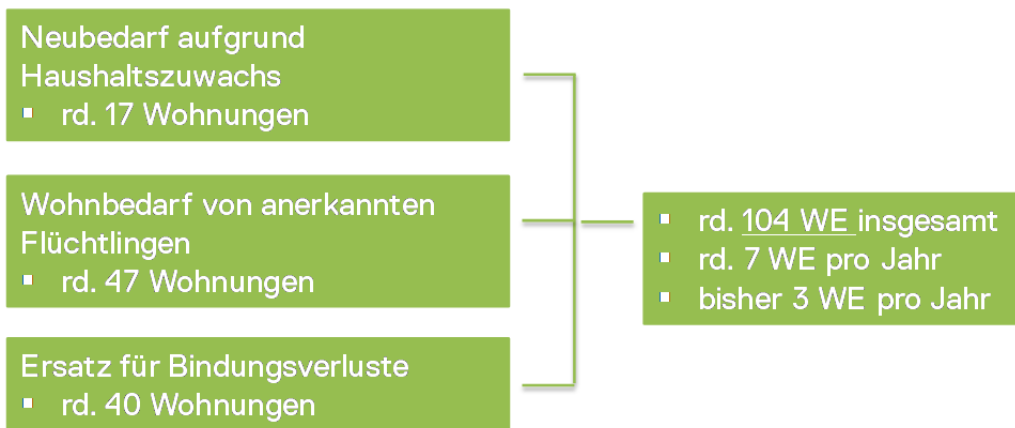 Neubedarf aufgrund
Haushaltszuwachs
▪ rd. 17 Wohnungen
Wohnbedarf von anerkannten
Flüchtlingen
▪ rd. 47 Wohnungen
Ersatz für Bindungsverluste
▪ rd. 40 Wohnungen
▪ rd. 104 WE insgesamt
▪ rd. 7 WE pro Jahr
▪ bisher 3 WE pro Jahr